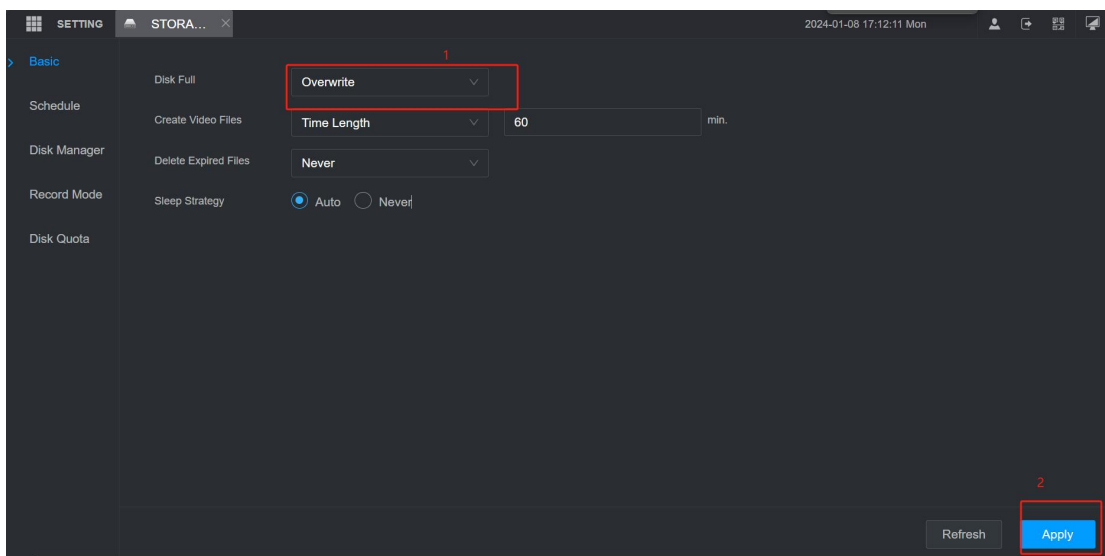 SETTING STORA... 2024-01-08 17:12:11 Mon
Basic
1
Disk Full Overwrite
Schedule
Create Video Files Time Length 60 min.
Disk Manager
Delete Expired Files Never
Record Mode
Sleep Strategy Auto Never
Disk Quota
2
Refresh Apply